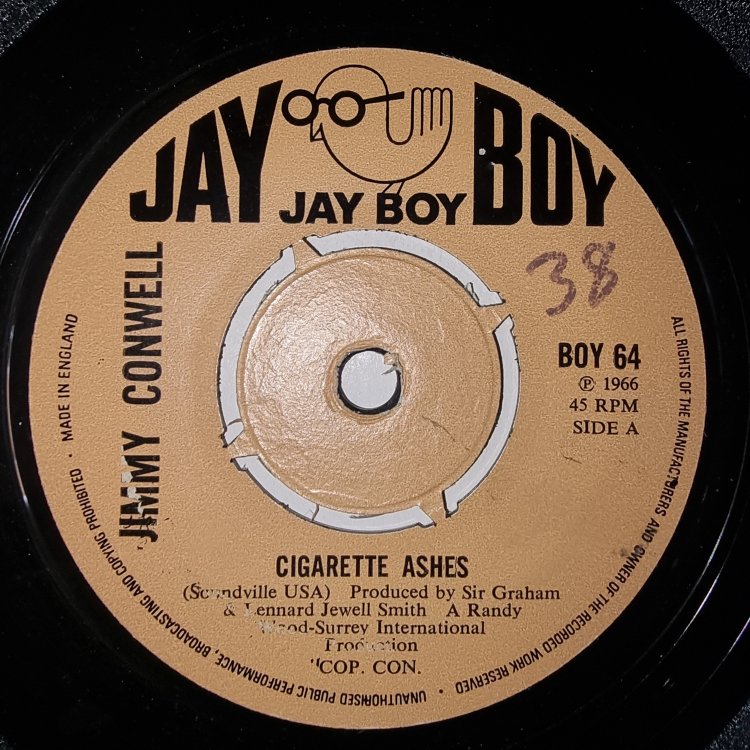 JAY BOY
JAY BOY
JIMMY CONWELL
38
BOY 64
℗ 1966
45 RPM
SIDE A
CIGARETTE ASHES
(Soundville USA) Produced by Sir Graham
& Lennard Jewell Smith A Randy
Wood-Surrey International
Production
"COP. CON.
ALL RIGHTS OF THE MANUFACTURERS AND OWNER OF THE RECORDED WORK RESERVED · UNAUTHORISED PUBLIC PERFORMANCE, BROADCASTING AND COPYING PROHIBITED · MADE IN ENGLAND